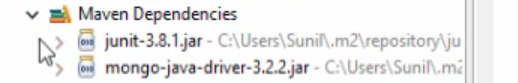 Maven Dependencies
junit-3.8.1.jar - C:\Users\Sunil\.m2\repository\ju
mongo-java-driver-3.2.2.jar - C:\Users\Sunil\.m2